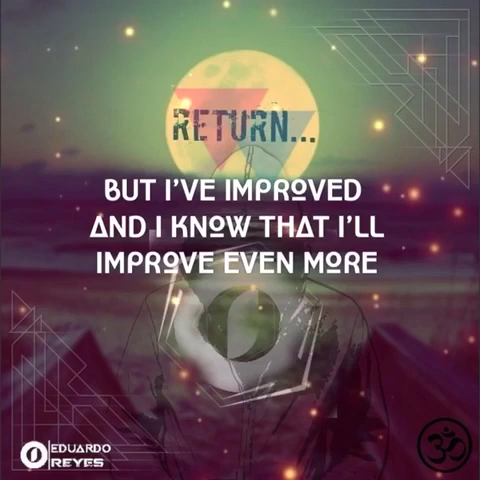 RETURN...
BUT I'VE IMPROVED
AND I KNOW THAT I'LL
IMPROVE EVEN MORE
EDUARDO
REYES
ॐ